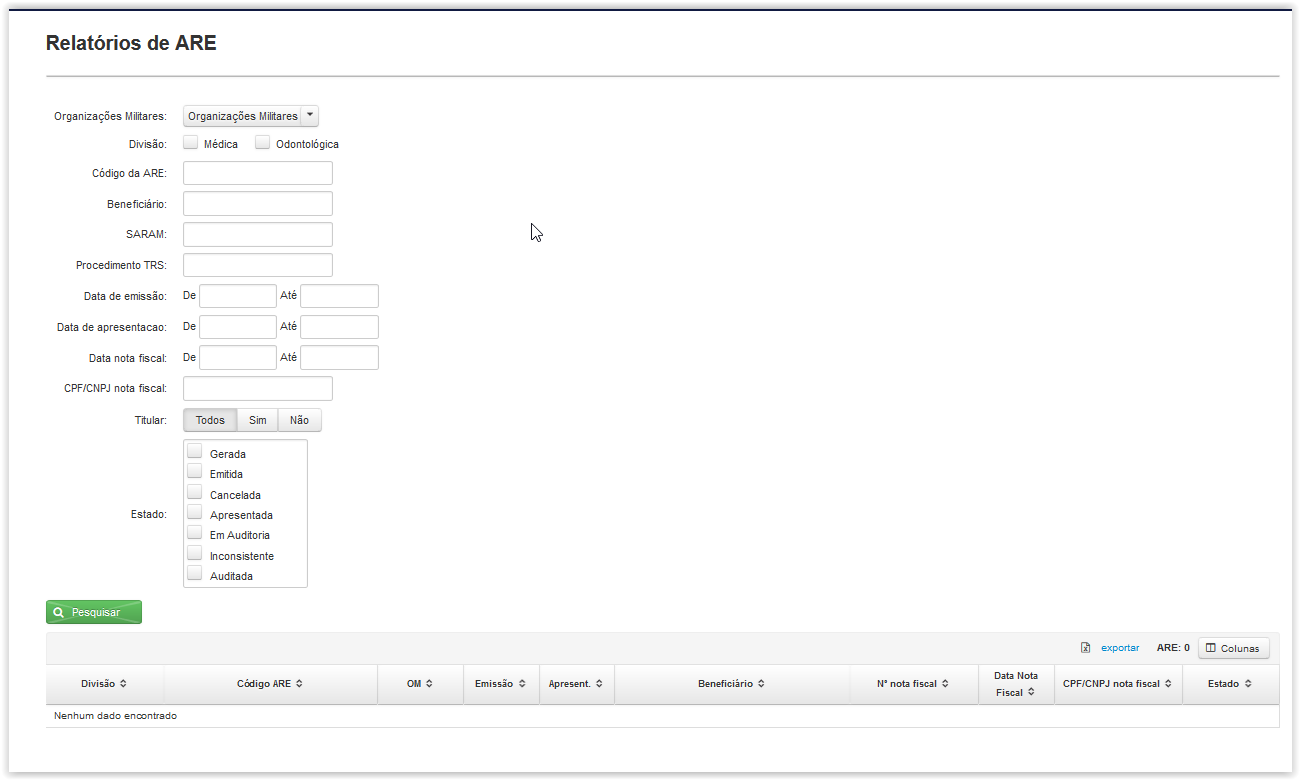 Relatórios de ARE
Organizações Militares: Organizações Militares
Divisão: Médica Odontológica
Código da ARE:
Beneficiário:
SARAM:
Procedimento TRS:
Data de emissão: De Até
Data de apresentacao: De Até
Data nota fiscal: De Até
CPF/CNPJ nota fiscal:
Titular: Todos Sim Não
Gerada
Emitida
Cancelada
Estado: Apresentada
Em Auditoria
Inconsistente
Auditada
Pesquisar
exportar ARE: 0 Colunas
Divisão Código ARE OM Emissão Apresent. Beneficiário N° nota fiscal Data Nota Fiscal CPF/CNPJ nota fiscal Estado
Nenhum dado encontrado